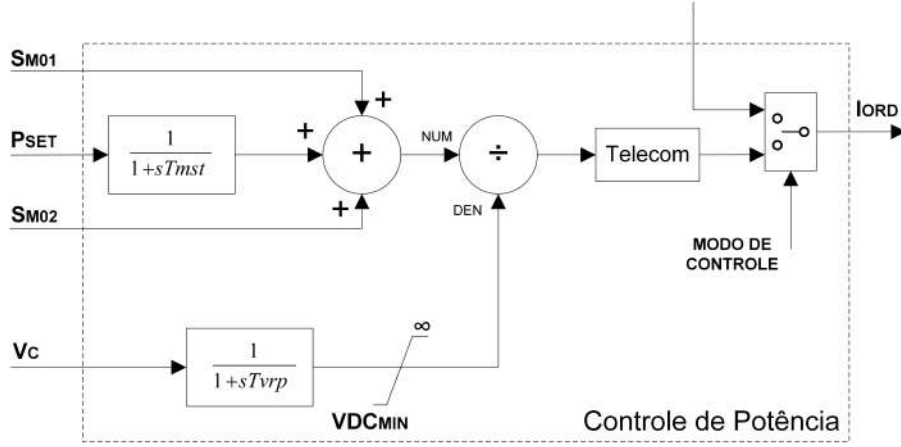 SM01
+
IORD
PSET
1
1+sTmst
+
+
NUM
÷
Telecom
SM02
+
DEN
MODO DE
CONTROLE
VC
1
1+sTvrp
∞
VDCMIN
Controle de Potência